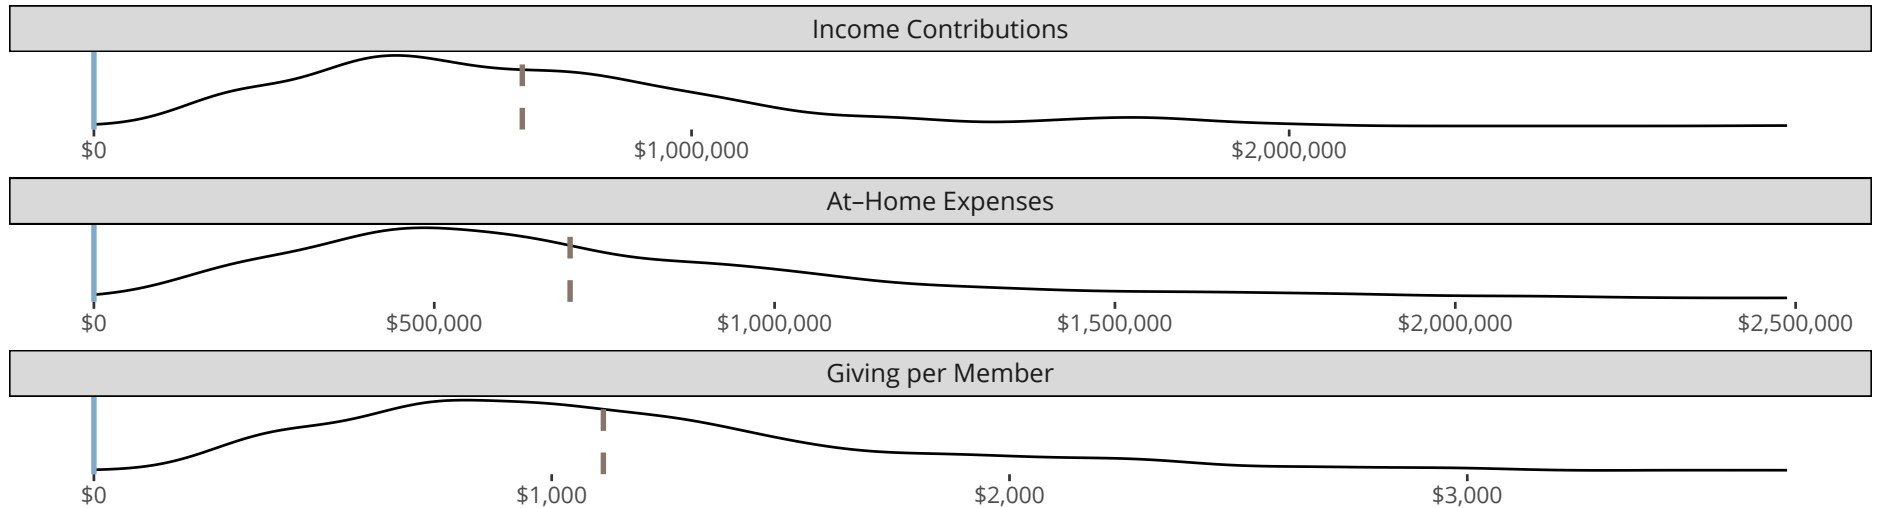 Income Contributions
$0 $1,000,000 $2,000,000
At–Home Expenses
$0 $500,000 $1,000,000 $1,500,000 $2,000,000 $2,500,000
Giving per Member
$0 $1,000 $2,000 $3,000